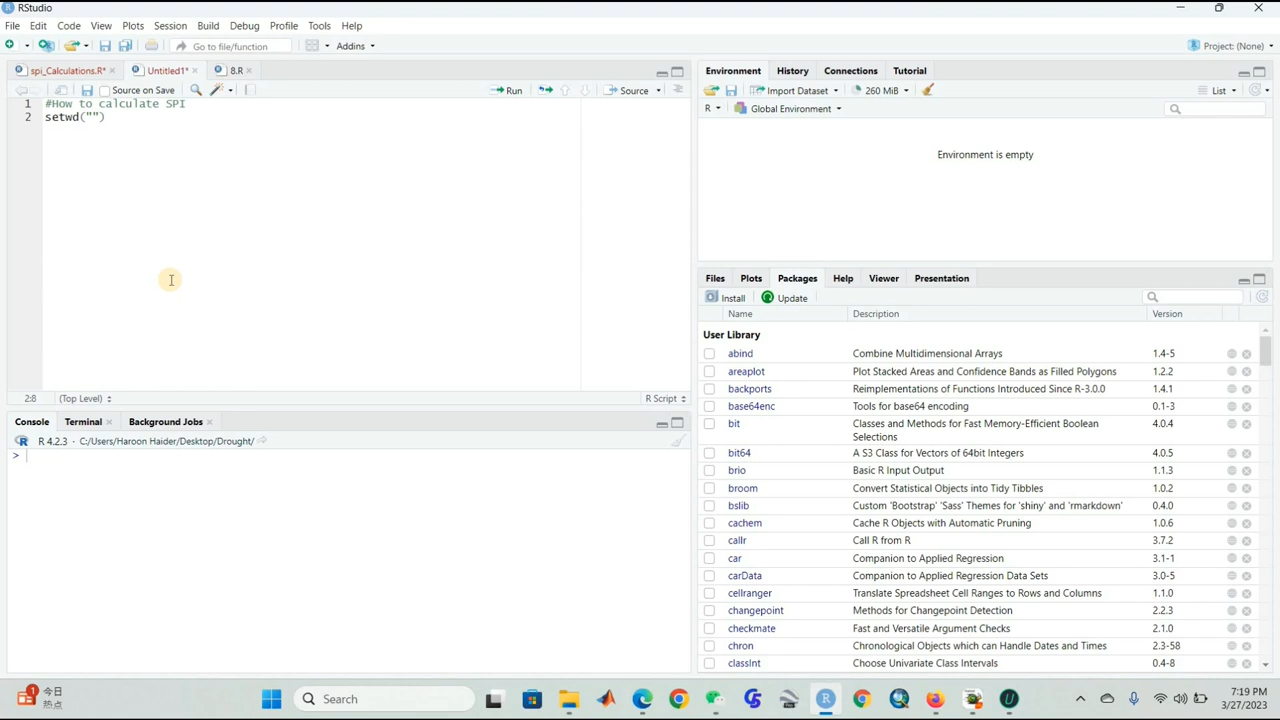 RStudio
File Edit Code View Plots Session Build Debug Profile Tools Help
Go to file/function Addins Project: (None)
spi_Calculations.R* Untitled1* 8.R
Source on Save Run Source
1 #How to calculate SPI
2 setwd("")
2:8 (Top Level) R Script
Console Terminal Background Jobs
R 4.2.3 · C:/Users/Haroon Haider/Desktop/Drought/
>
Environment History Connections Tutorial
Import Dataset 260 MiB List
R Global Environment
Environment is empty
Files Plots Packages Help Viewer Presentation
Install Update
Name Description Version
User Library
abind Combine Multidimensional Arrays 1.4-5
areaplot Plot Stacked Areas and Confidence Bands as Filled Polygons 1.2.2
backports Reimplementations of Functions Introduced Since R-3.0.0 1.4.1
base64enc Tools for base64 encoding 0.1-3
bit Classes and Methods for Fast Memory-Efficient Boolean 4.0.4
Selections
bit64 A S3 Class for Vectors of 64bit Integers 4.0.5
brio Basic R Input Output 1.1.3
broom Convert Statistical Objects into Tidy Tibbles 1.0.2
bslib Custom 'Bootstrap' 'Sass' Themes for 'shiny' and 'rmarkdown' 0.4.0
cachem Cache R Objects with Automatic Pruning 1.0.6
callr Call R from R 3.7.2
car Companion to Applied Regression 3.1-1
carData Companion to Applied Regression Data Sets 3.0-5
cellranger Translate Spreadsheet Cell Ranges to Rows and Columns 1.1.0
changepoint Methods for Changepoint Detection 2.2.3
checkmate Fast and Versatile Argument Checks 2.1.0
chron Chronological Objects which can Handle Dates and Times 2.3-58
classInt Choose Univariate Class Intervals 0.4-8
1 今日
热点
Search
7:19 PM
3/27/2023